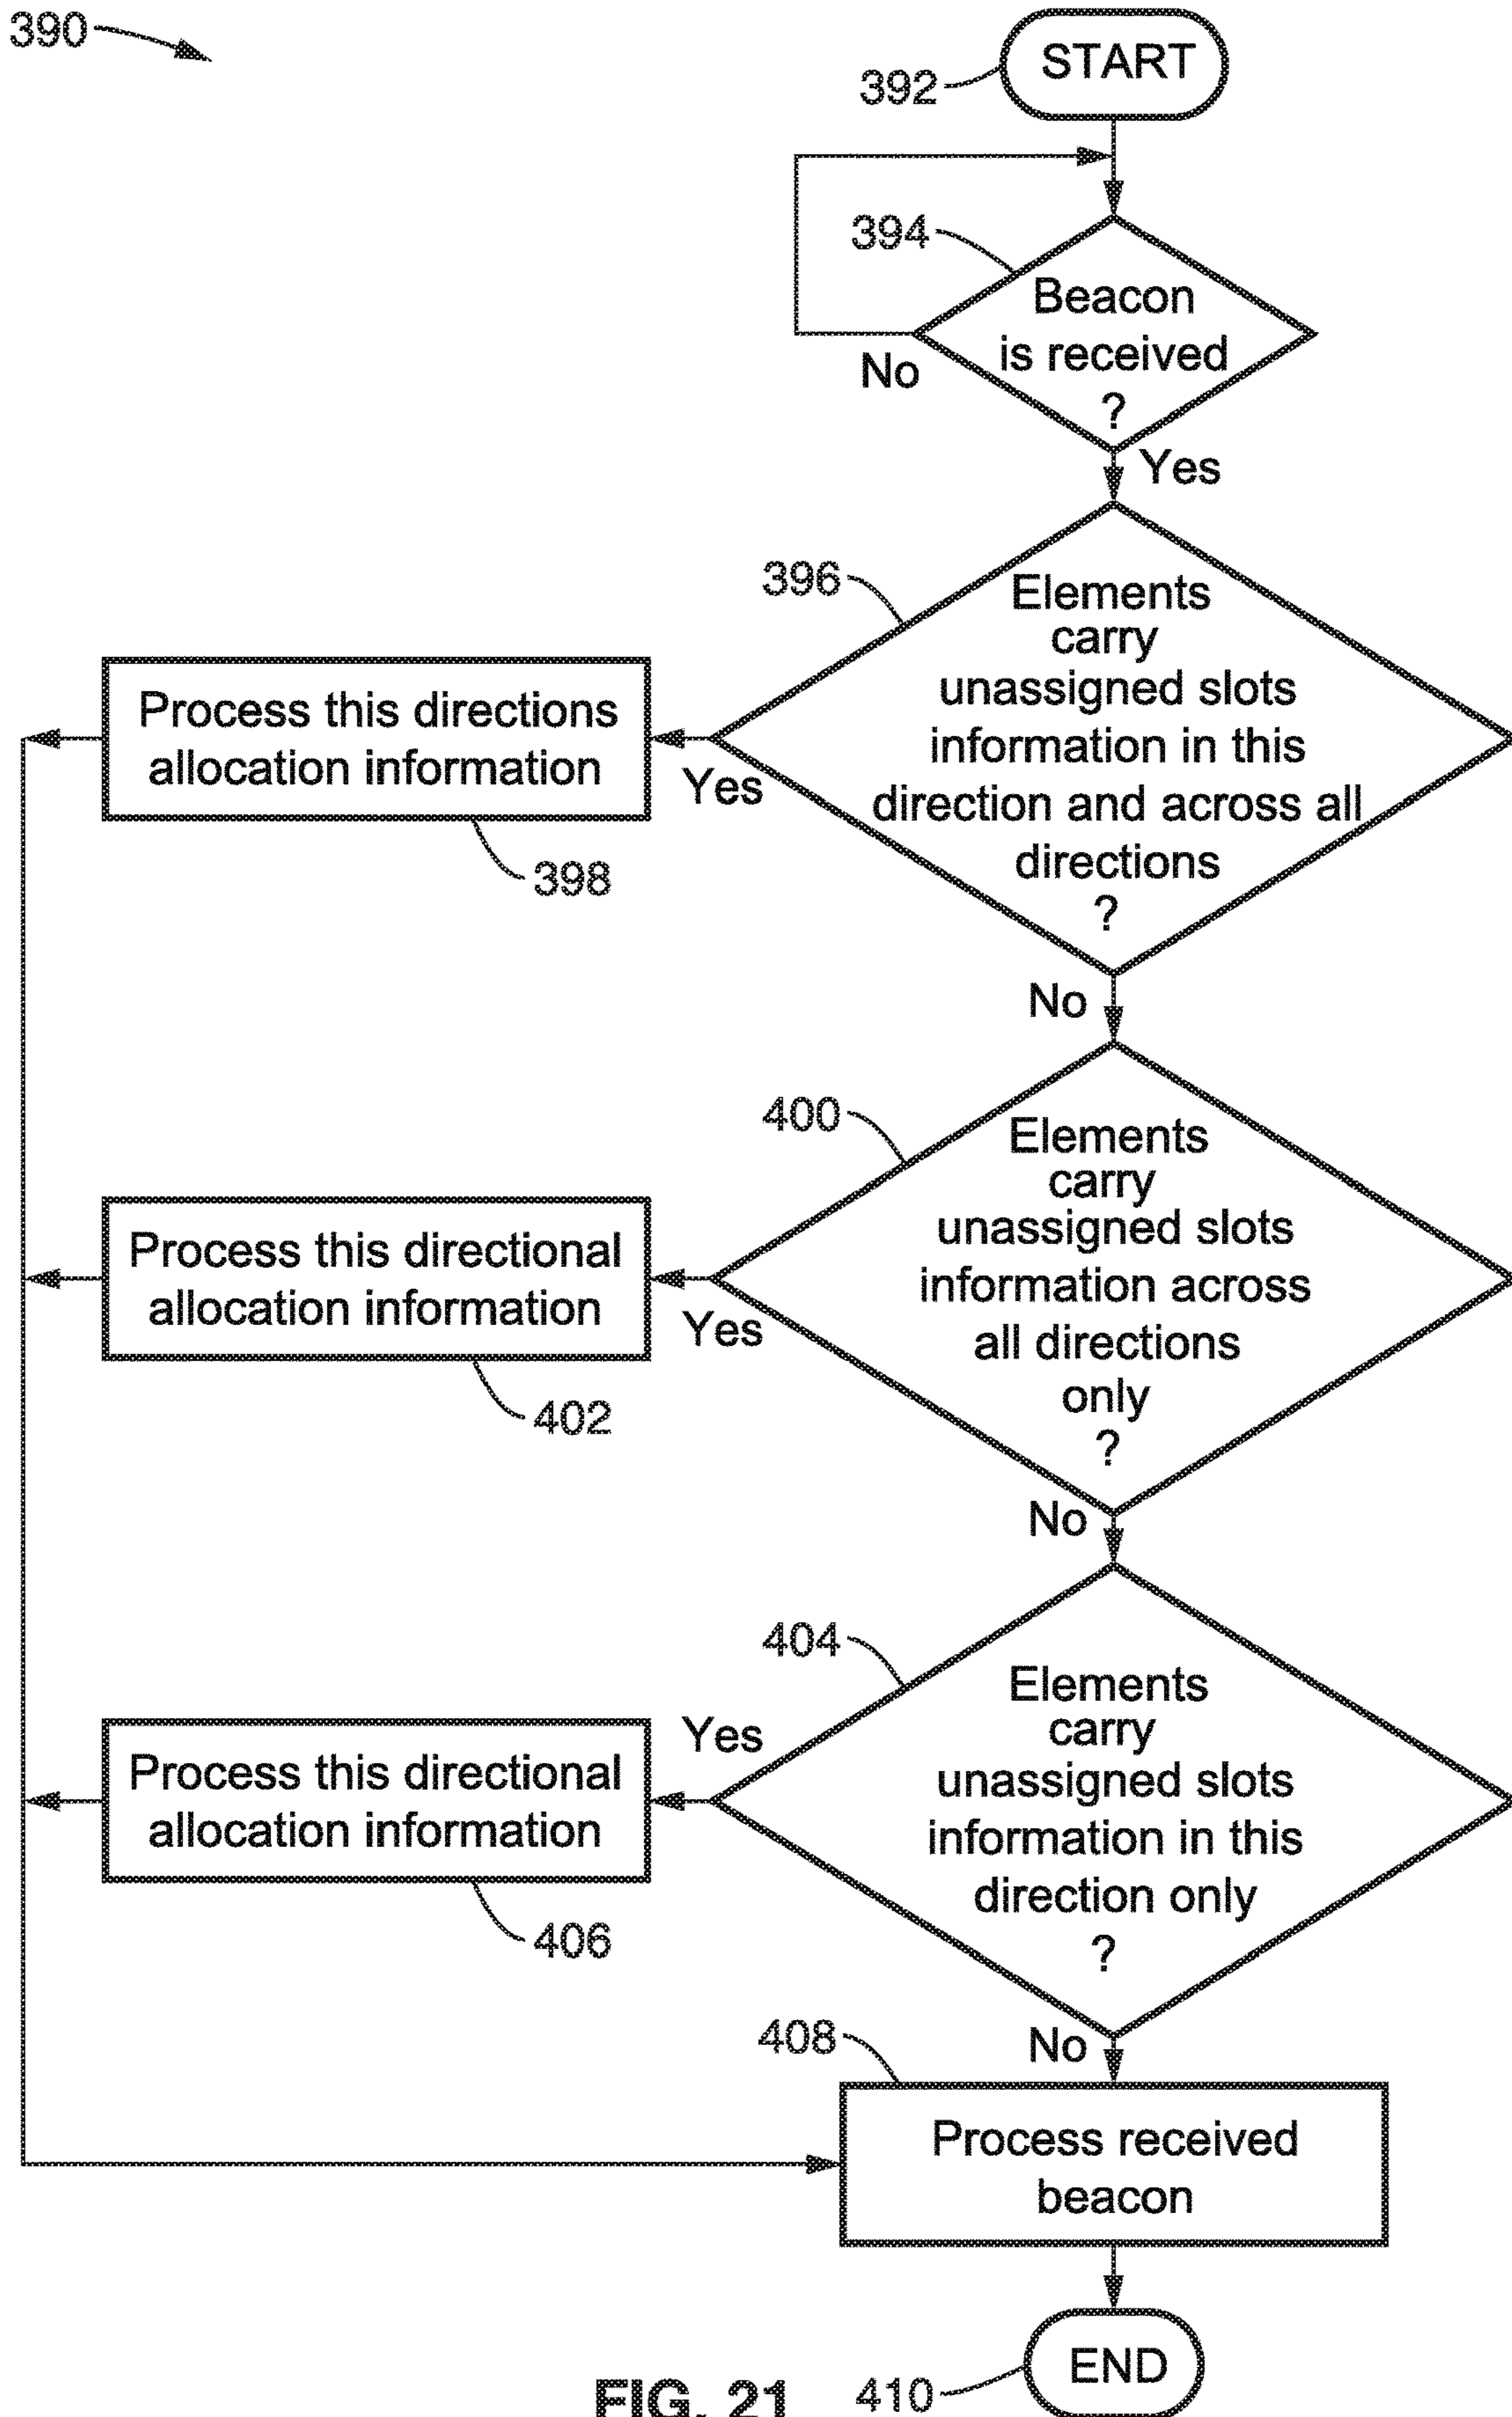 390
START
392
394
Beacon
is received
?
No
Yes
396
Elements
carry
unassigned slots
information in this
direction and across all
directions
?
Yes
Process this directions
allocation information
398
No
400
Elements
carry
unassigned slots
information across
all directions
only
?
Yes
Process this directional
allocation information
402
No
404
Elements
carry
unassigned slots
information in this
direction only
?
Yes
Process this directional
allocation information
406
No
408
Process received
beacon
END
410
FIG. 21